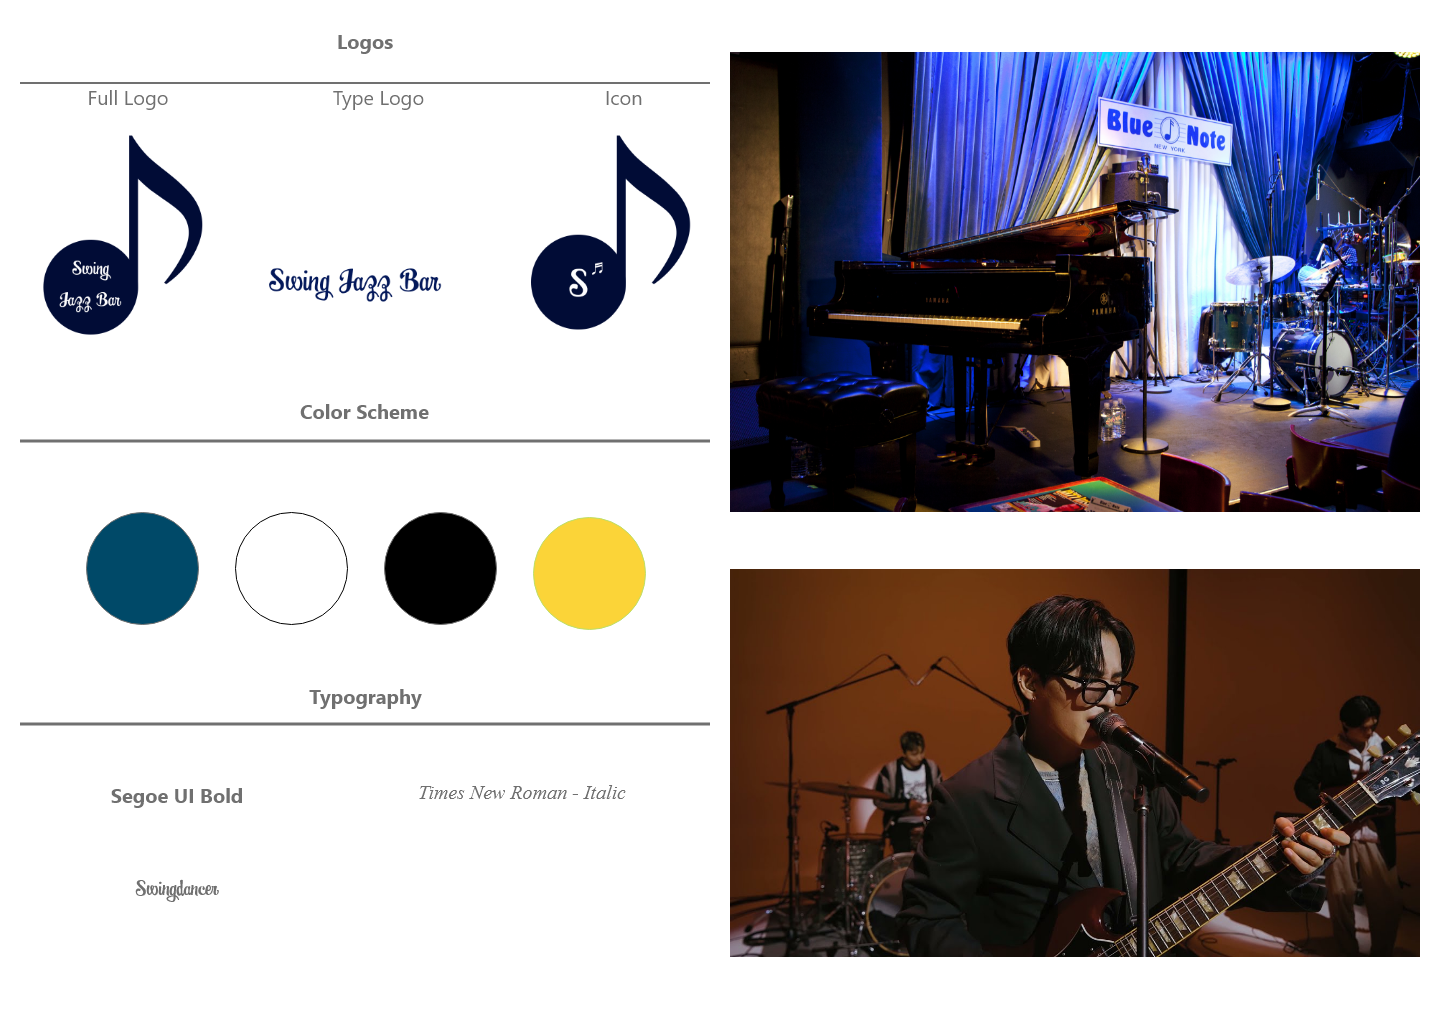 Logos
Full Logo
Type Logo
Icon
Swing
Jazz Bar
Swing Jazz Bar
S
Color Scheme
Typography
Segoe UI Bold
Times New Roman - Italic
Swingdancer
Blue Note
NEW YORK
YAMAHA
YAMAHA